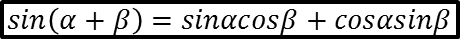 𝑠𝑖𝑛(𝛼 + 𝛽) = 𝑠𝑖𝑛𝛼𝑐𝑜𝑠𝛽 + 𝑐𝑜𝑠𝛼𝑠𝑖𝑛𝛽